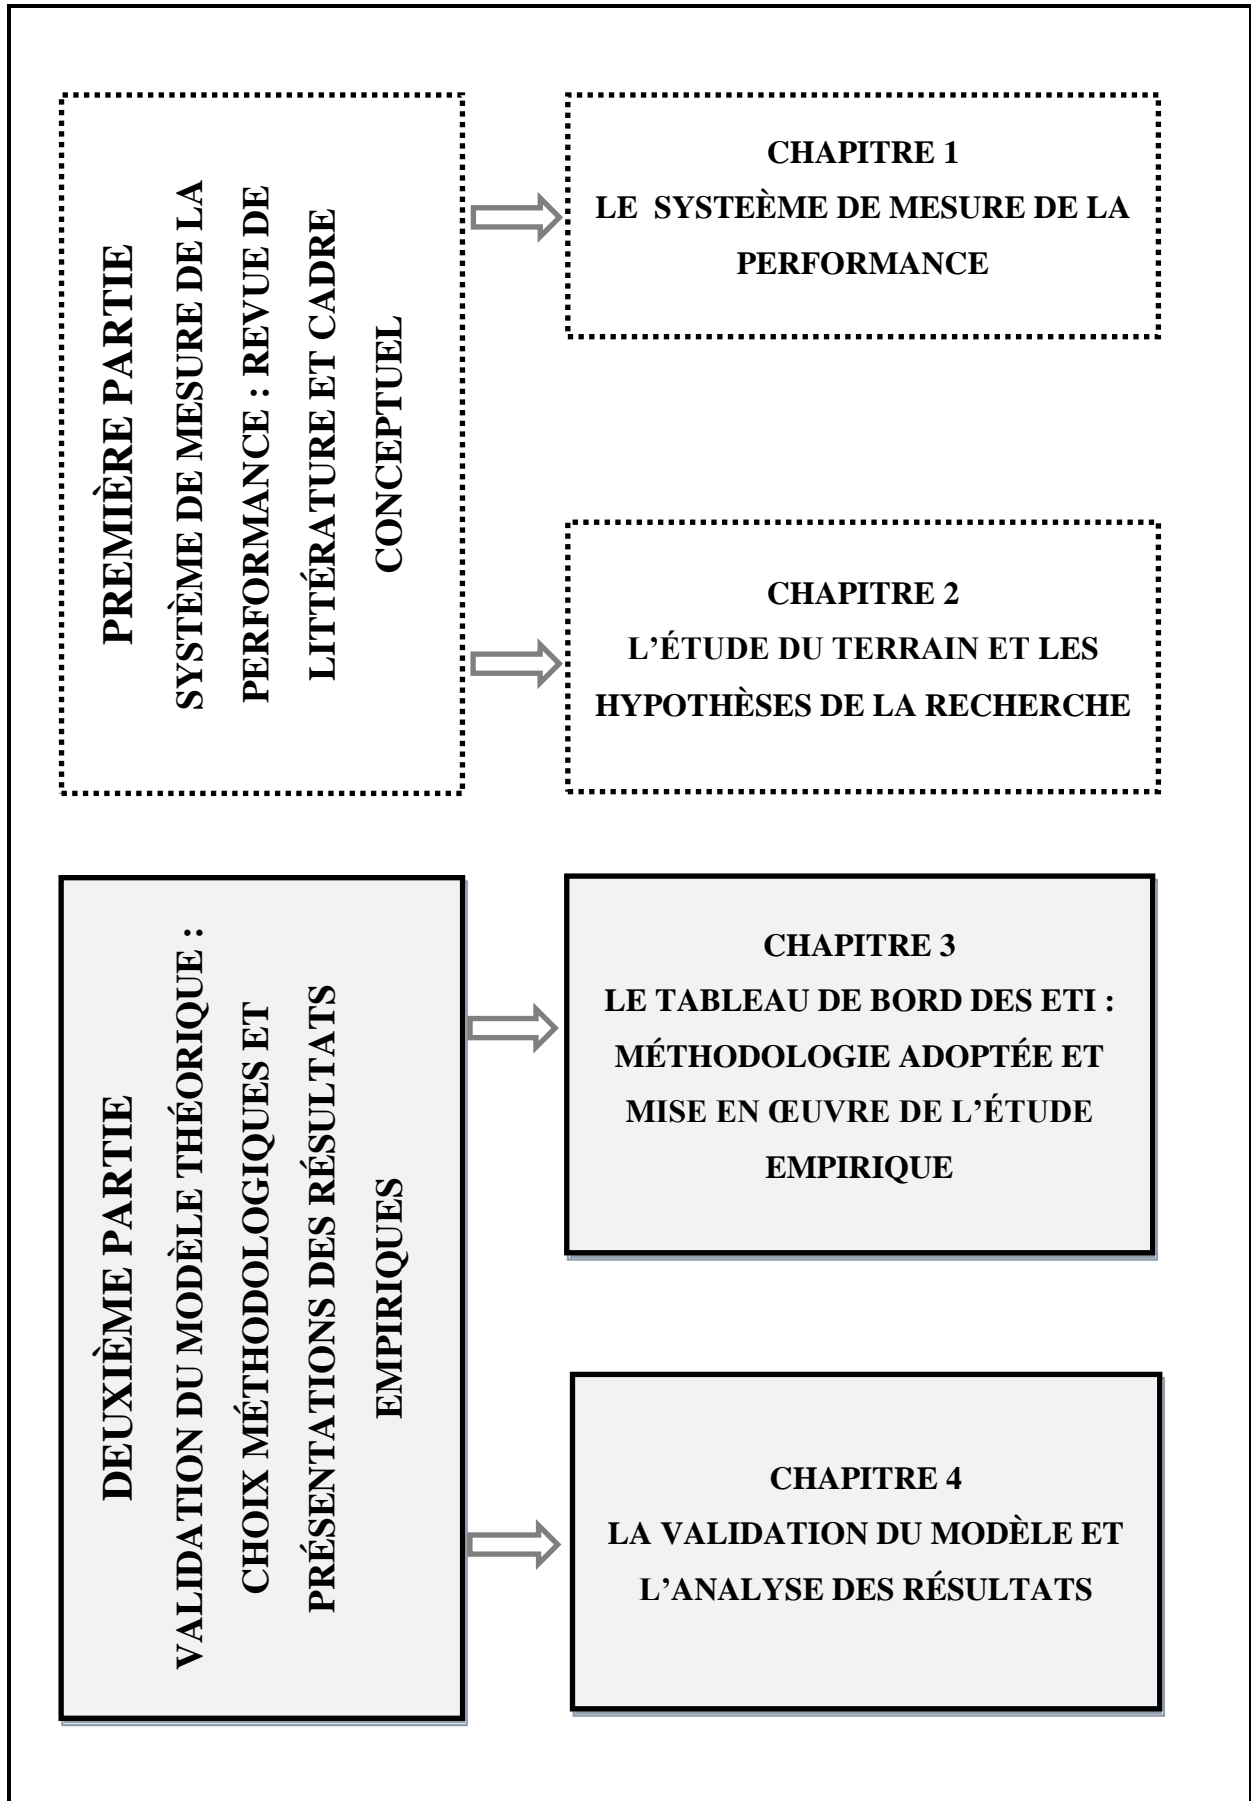 PREMIÈRE PARTIE
SYSTÈME DE MESURE DE LA
PERFORMANCE : REVUE DE
LITTÉRATURE ET CADRE
CONCEPTUEL
CHAPITRE 1
LE SYSTEÈME DE MESURE DE LA
PERFORMANCE
CHAPITRE 2
L’ÉTUDE DU TERRAIN ET LES
HYPOTHÈSES DE LA RECHERCHE
DEUXIÈME PARTIE
VALIDATION DU MODÈLE THÉORIQUE :
CHOIX MÉTHODOLOGIQUES ET
PRÉSENTATIONS DES RÉSULTATS
EMPIRIQUES
CHAPITRE 3
LE TABLEAU DE BORD DES ETI :
MÉTHODOLOGIE ADOPTÉE ET
MISE EN ŒUVRE DE L’ÉTUDE
EMPIRIQUE
CHAPITRE 4
LA VALIDATION DU MODÈLE ET
L’ANALYSE DES RÉSULTATS